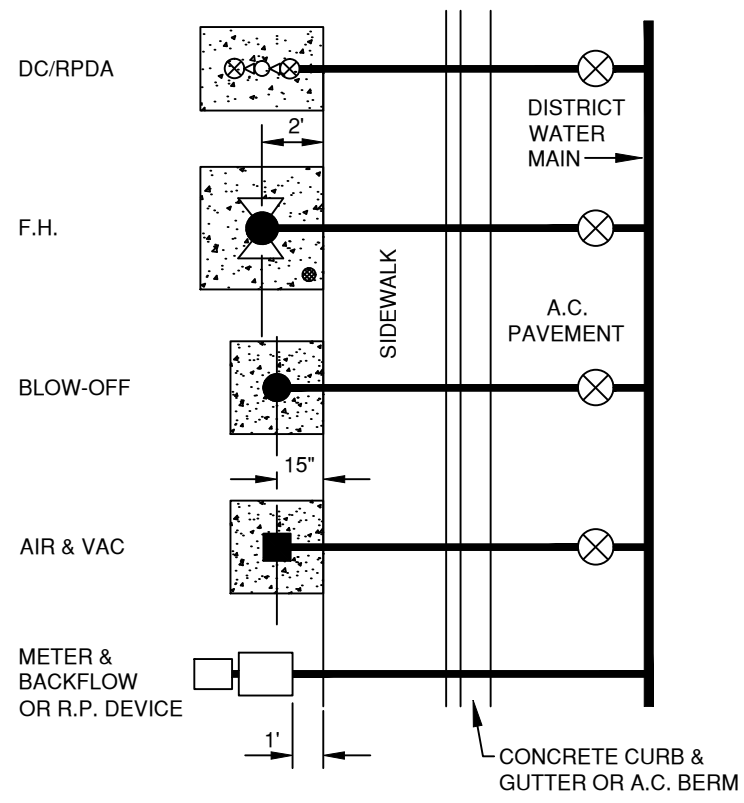 DC/RPDA
DISTRICT
WATER
MAIN
2'
F.H.
SIDEWALK
A.C.
PAVEMENT
BLOW-OFF
15"
AIR & VAC
METER &
BACKFLOW
OR R.P. DEVICE
1'
CONCRETE CURB &
GUTTER OR A.C. BERM